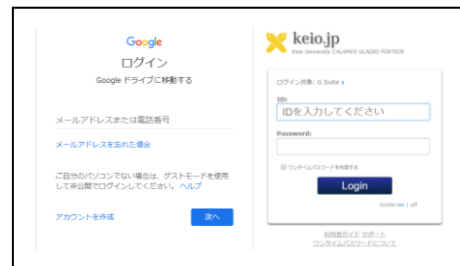 Google
ログイン
Google ドライブに移動する
メールアドレスまたは電話番号
メールアドレスを忘れた場合
ご自分のパソコンでない場合は、ゲストモードを使用
して非公開でログインしてください。 ヘルプ
アカウントを作成
次へ
keio.jp
Keio University CALAMVS GLADIO FORTIOR
ログイン対象: G Suite
ID:
IDを入力してください
Password:
ワンタイムパスワードを利用する
Login
Guide on | off
利用者ガイド サポート
ワンタイムパスワードについて